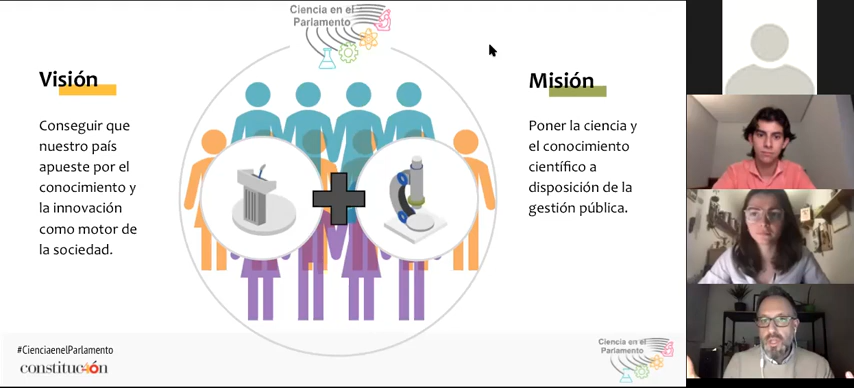 Ciencia en el
Parlamento
Visión
Conseguir que
nuestro país
apueste por el
conocimiento y
la innovación
como motor de
la sociedad.
Misión
Poner la ciencia y
el conocimiento
científico a
disposición de la
gestión pública.
#CienciaenelParlamento
constitución
Ciencia en el
Parlamento